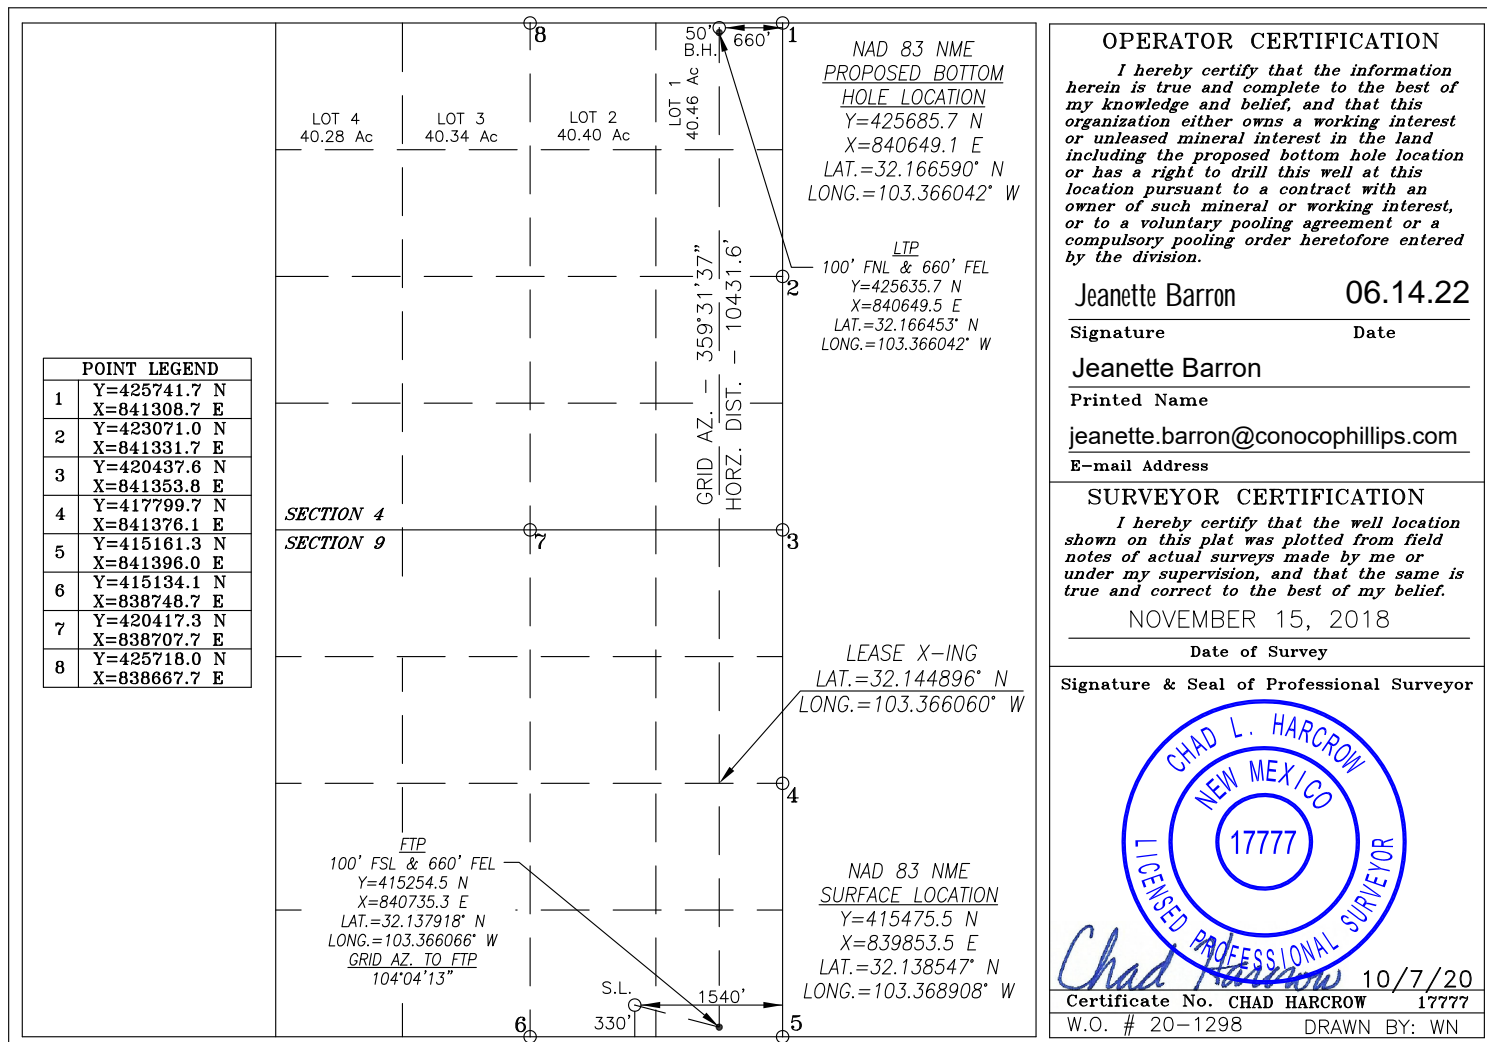 POINT LEGEND
1 Y=425741.7 N
X=841308.7 E
2 Y=423071.0 N
X=841331.7 E
3 Y=420437.6 N
X=841353.8 E
4 Y=417799.7 N
X=841376.1 E
5 Y=415161.3 N
X=841396.0 E
6 Y=415134.1 N
X=838748.7 E
7 Y=420417.3 N
X=838707.7 E
8 Y=425718.0 N
X=838667.7 E
8
50'
B.H.
660'
1
LOT 4
40.28 Ac
LOT 3
40.34 Ac
LOT 2
40.40 Ac
LOT 1
40.46 Ac
NAD 83 NME
PROPOSED BOTTOM
HOLE LOCATION
Y=425685.7 N
X=840649.1 E
LAT.=32.166590° N
LONG.=103.366042° W
LTP
100' FNL & 660' FEL
Y=425635.7 N
X=840649.5 E
LAT.=32.166453° N
LONG.=103.366042° W
2
GRID AZ. - 359°31'37"
HORZ. DIST. - 10431.6'
SECTION 4
SECTION 9
7
3
LEASE X-ING
LAT.=32.144896° N
LONG.=103.366060° W
4
FTP
100' FSL & 660' FEL
Y=415254.5 N
X=840735.3 E
LAT.=32.137918° N
LONG.=103.366066° W
GRID AZ. TO FTP
104°04'13"
NAD 83 NME
SURFACE LOCATION
Y=415475.5 N
X=839853.5 E
LAT.=32.138547° N
LONG.=103.368908° W
S.L.
1540'
330'
6
5
OPERATOR CERTIFICATION
I hereby certify that the information
herein is true and complete to the best of
my knowledge and belief, and that this
organization either owns a working interest
or unleased mineral interest in the land
including the proposed bottom hole location
or has a right to drill this well at this
location pursuant to a contract with an
owner of such mineral or working interest,
or to a voluntary pooling agreement or a
compulsory pooling order heretofore entered
by the division.
Jeanette Barron 06.14.22
Signature Date
Jeanette Barron
Printed Name
jeanette.barron@conocophillips.com
E-mail Address
SURVEYOR CERTIFICATION
I hereby certify that the well location
shown on this plat was plotted from field
notes of actual surveys made by me or
under my supervision, and that the same is
true and correct to the best of my belief.
NOVEMBER 15, 2018
Date of Survey
Signature & Seal of Professional Surveyor
CHAD L. HARCROW
NEW MEXICO
17777
LICENSED PROFESSIONAL SURVEYOR
Chad Harcrow 10/7/20
Certificate No. CHAD HARCROW 17777
W.O. # 20-1298 DRAWN BY: WN